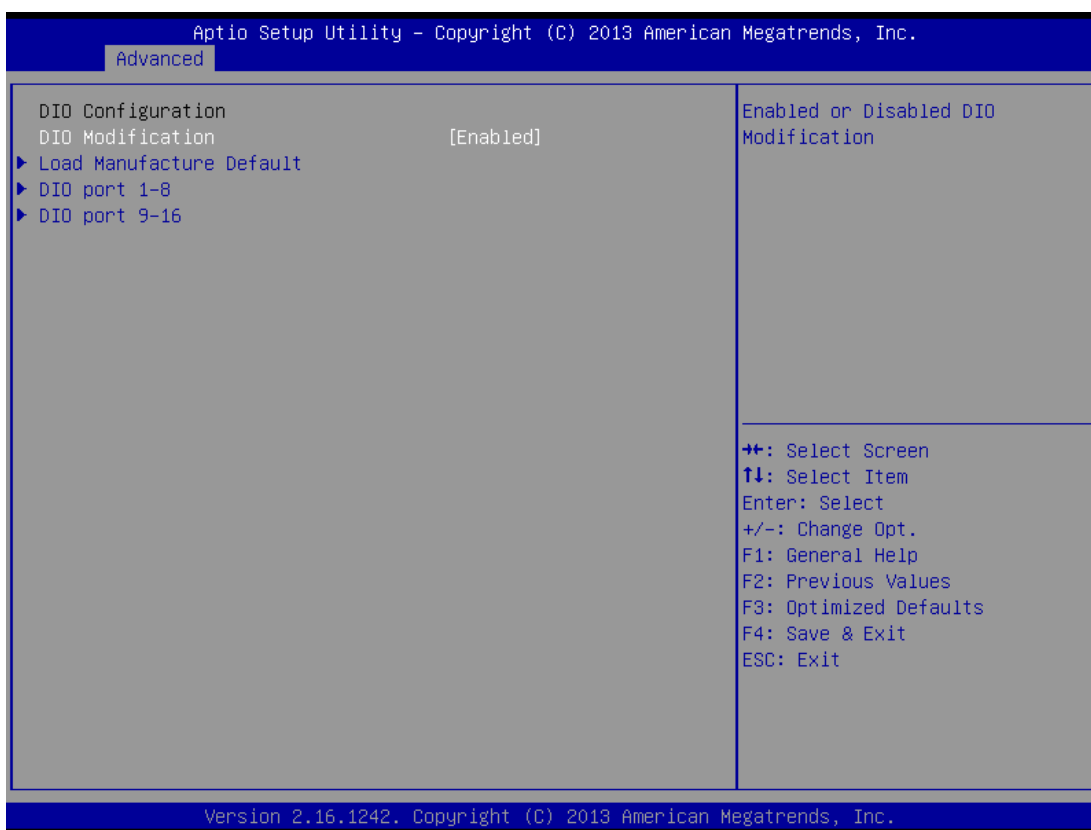 Aptio Setup Utility – Copyright (C) 2013 American Megatrends, Inc.
Advanced
DIO Configuration
DIO Modification [Enabled]
▶ Load Manufacture Default
▶ DIO port 1-8
▶ DIO port 9-16
Enabled or Disabled DIO
Modification
→←: Select Screen
↑↓: Select Item
Enter: Select
+/-: Change Opt.
F1: General Help
F2: Previous Values
F3: Optimized Defaults
F4: Save & Exit
ESC: Exit
Version 2.16.1242. Copyright (C) 2013 American Megatrends, Inc.